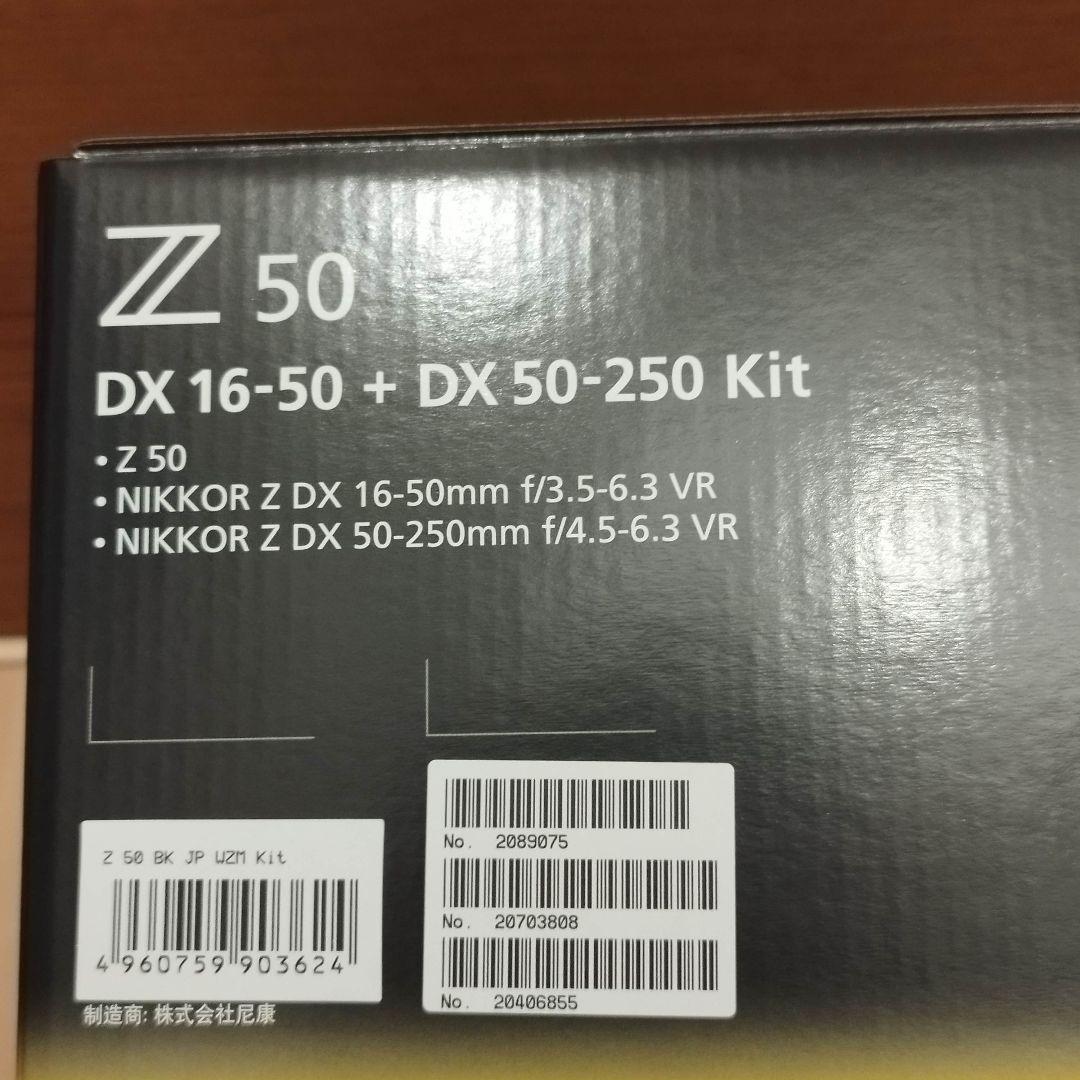 Z 50
DX 16-50 + DX 50-250 Kit
• Z 50
• NIKKOR Z DX 16-50mm f/3.5-6.3 VR
• NIKKOR Z DX 50-250mm f/4.5-6.3 VR
Z 50 BK JP WZM Kit
4 960759 903624
No. 2089075
No. 20703808
No. 20406855
制造商: 株式会社尼康